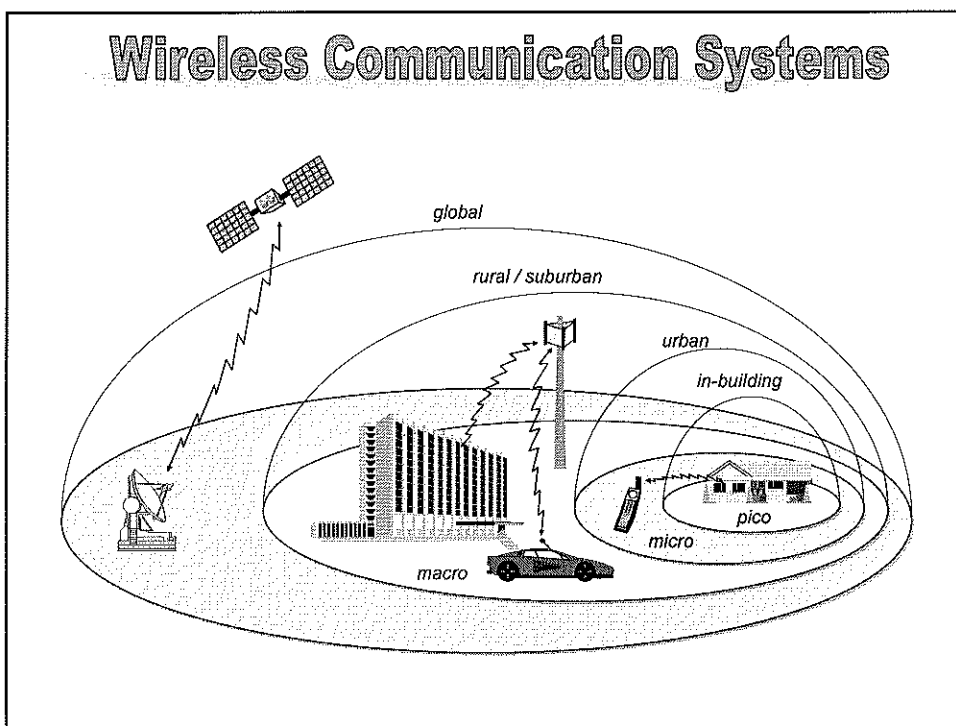 Wireless Communication Systems
global
rural / suburban
urban
in-building
pico
micro
macro